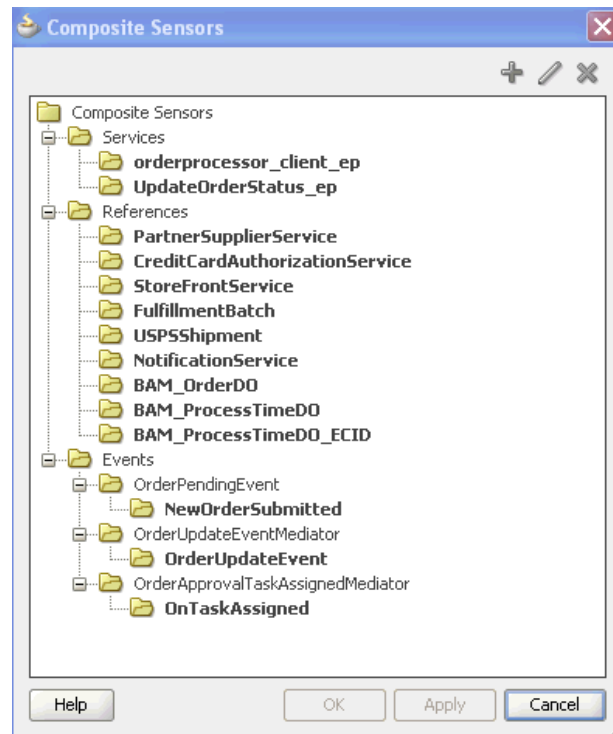 Composite Sensors
Composite Sensors
Services
orderprocessor_client_ep
UpdateOrderStatus_ep
References
PartnerSupplierService
CreditCardAuthorizationService
StoreFrontService
FulfillmentBatch
USPSShipment
NotificationService
BAM_OrderDO
BAM_ProcessTimeDO
BAM_ProcessTimeDO_ECID
Events
OrderPendingEvent
NewOrderSubmitted
OrderUpdateEventMediator
OrderUpdateEvent
OrderApprovalTaskAssignedMediator
OnTaskAssigned
Help OK Apply Cancel